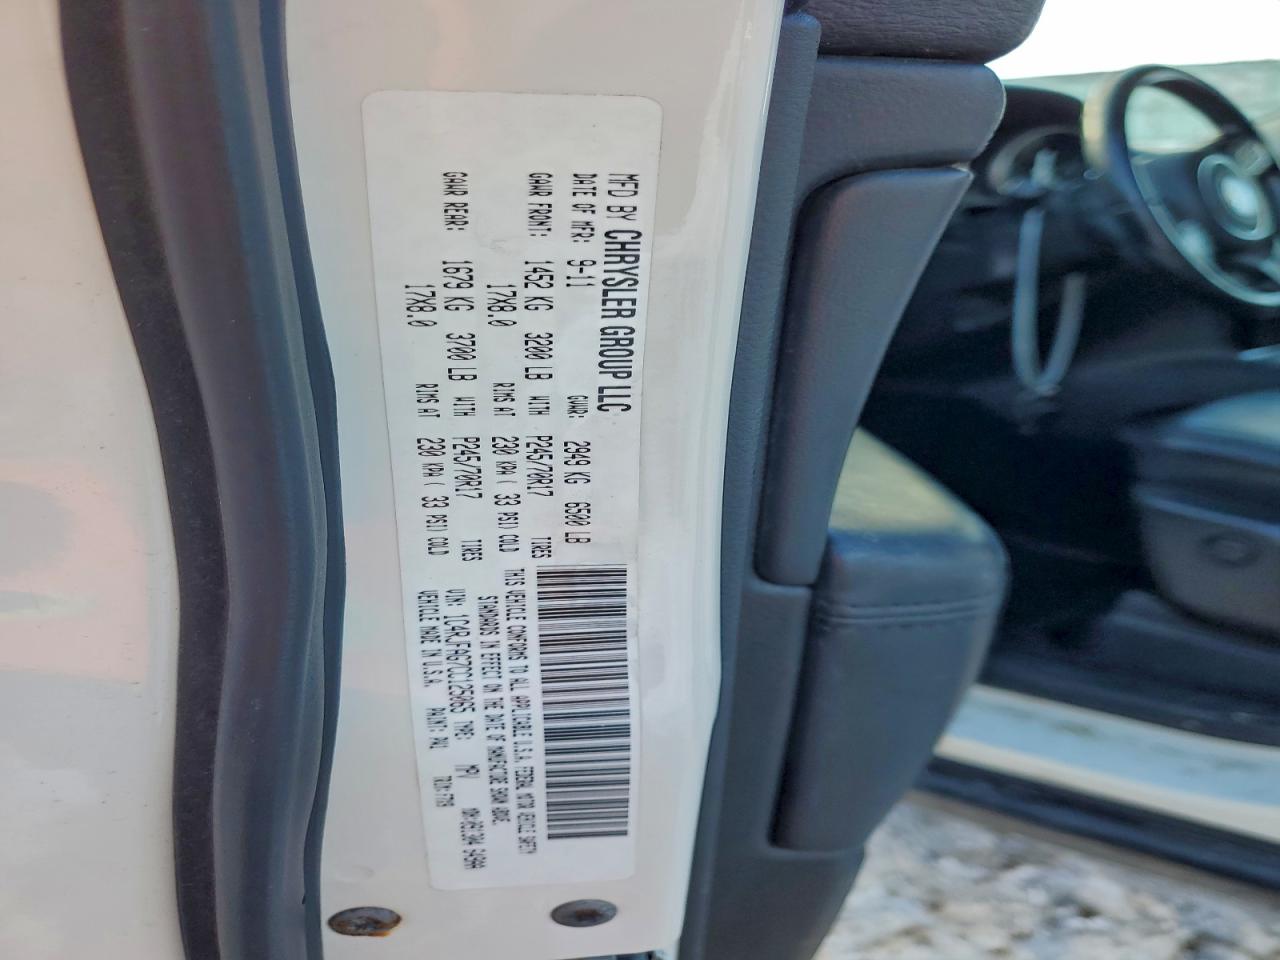 MFD BY CHRYSLER GROUP LLC
DATE OF MFR: 9-11 GVWR: 2949 KG 6500 LB
GAWR FRONT: 1452 KG 3200 LB WITH P245/70R17 TIRES
17X8.0 RIMS AT 230 KPA ( 33 PSI) COLD
GAWR REAR: 1679 KG 3700 LB WITH P245/70R17 TIRES
17X8.0 RIMS AT 230 KPA ( 33 PSI) COLD
THIS VEHICLE CONFORMS TO ALL APPLICABLE U.S.A. FEDERAL MOTOR VEHICLE SAFETY
STANDARDS IN EFFECT ON THE DATE OF MANUFACTURE SHOWN ABOVE.
VIN: 1C4RJFAG7CC125065 TYPE: MPV
VEHICLE MADE IN U.S.A. PAINT: